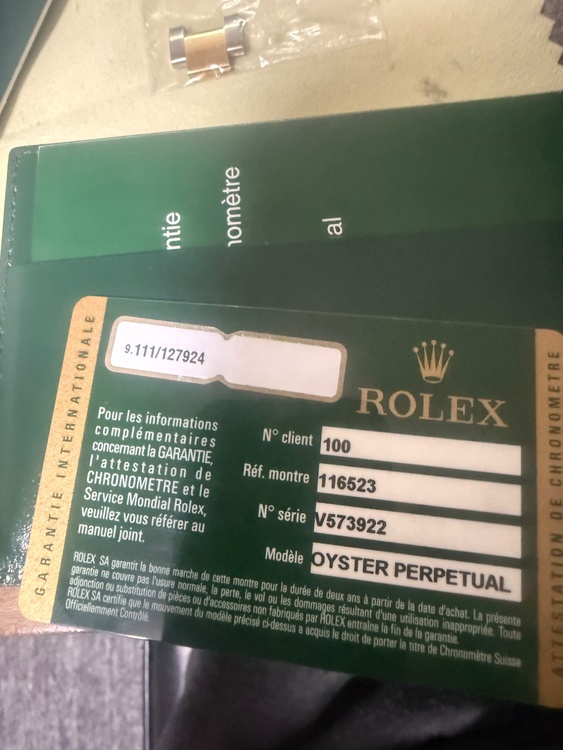 ntie
nomètre
al
GARANTIE INTERNATIONALE
9.111/127924
ROLEX
Pour les informations
complémentaires
concernant la GARANTIE,
l'attestation de
CHRONOMETRE et le
Service Mondial Rolex,
veuillez vous référer au
manuel joint.
N° client 100
Réf. montre 116523
N° série V573922
Modèle OYSTER PERPETUAL
ROLEX SA garantit la bonne marche de cette montre pour la durée de deux ans à partir de la date d'achat. La présente
garantie ne couvre pas l'usure normale, la perte, le vol ou les dommages résultant d'une utilisation inappropriée. Toute
adjonction ou substitution de pièces ou d'accessoires non fabriqués par ROLEX entraîne la fin de la garantie.
ROLEX SA certifie que le mouvement du modèle précisé ci-dessus a acquis le droit de porter le titre de Chronomètre Suisse
Officiellement Contrôlé.
ATTESTATION DE CHRONOMETRE